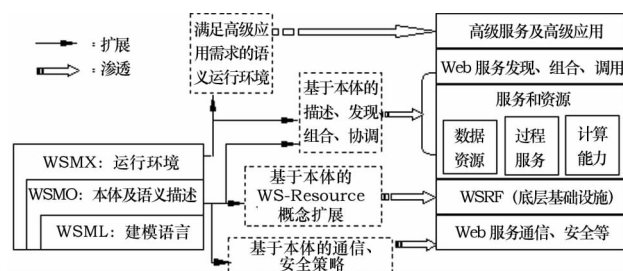 ：扩展
：渗透
满足高级应
用需求的语
义运行环境
基于本体的
描述、发现
组合、协调
WSMX：运行环境
WSMO：本体及语义描述
WSML：建模语言
基于本体的
WS-Resource
概念扩展
基于本体的通信、
安全策略
高级服务及高级应用
Web 服务发现、组合、调用
服务和资源
数据
资源
过程
服务
计算
能力
WSRF（底层基础设施）
Web 服务通信、安全等